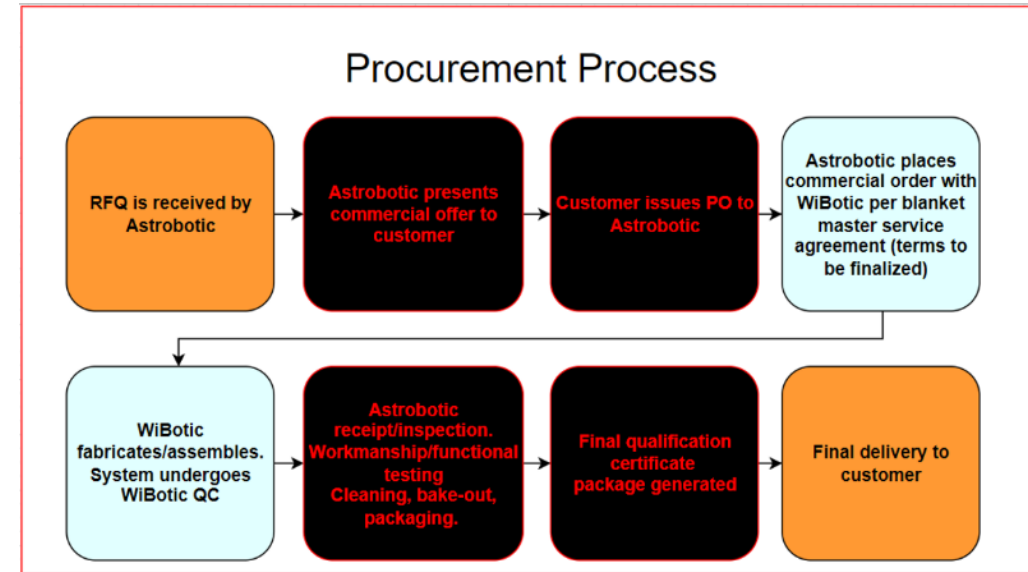 Procurement Process
RFQ is received by
Astrobotic
Astrobotic presents
commercial offer to
customer
Customer issues PO to
Astrobotic
Astrobotic places
commercial order with
WiBotic per blanket
master service
agreement (terms to
be finalized)
WiBotic
fabricates/assembles.
System undergoes
WiBotic QC
Astrobotic
receipt/inspection.
Workmanship/functional
testing
Cleaning, bake-out,
packaging.
Final qualification
certificate
package generated
Final delivery to
customer